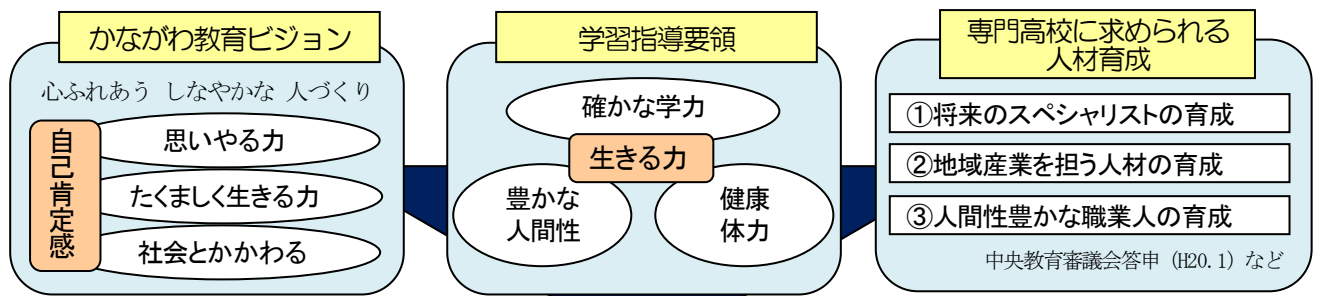 かながわ教育ビジョン
心ふれあう しなやかな 人づくり
自己肯定感
思いやる力
たくましく生きる力
社会とかかわる
学習指導要領
確かな学力
生きる力
豊かな
人間性
健康
体力
専門高校に求められる
人材育成
①将来のスペシャリストの育成
②地域産業を担う人材の育成
③人間性豊かな職業人の育成
中央教育審議会答申（H20.1）など